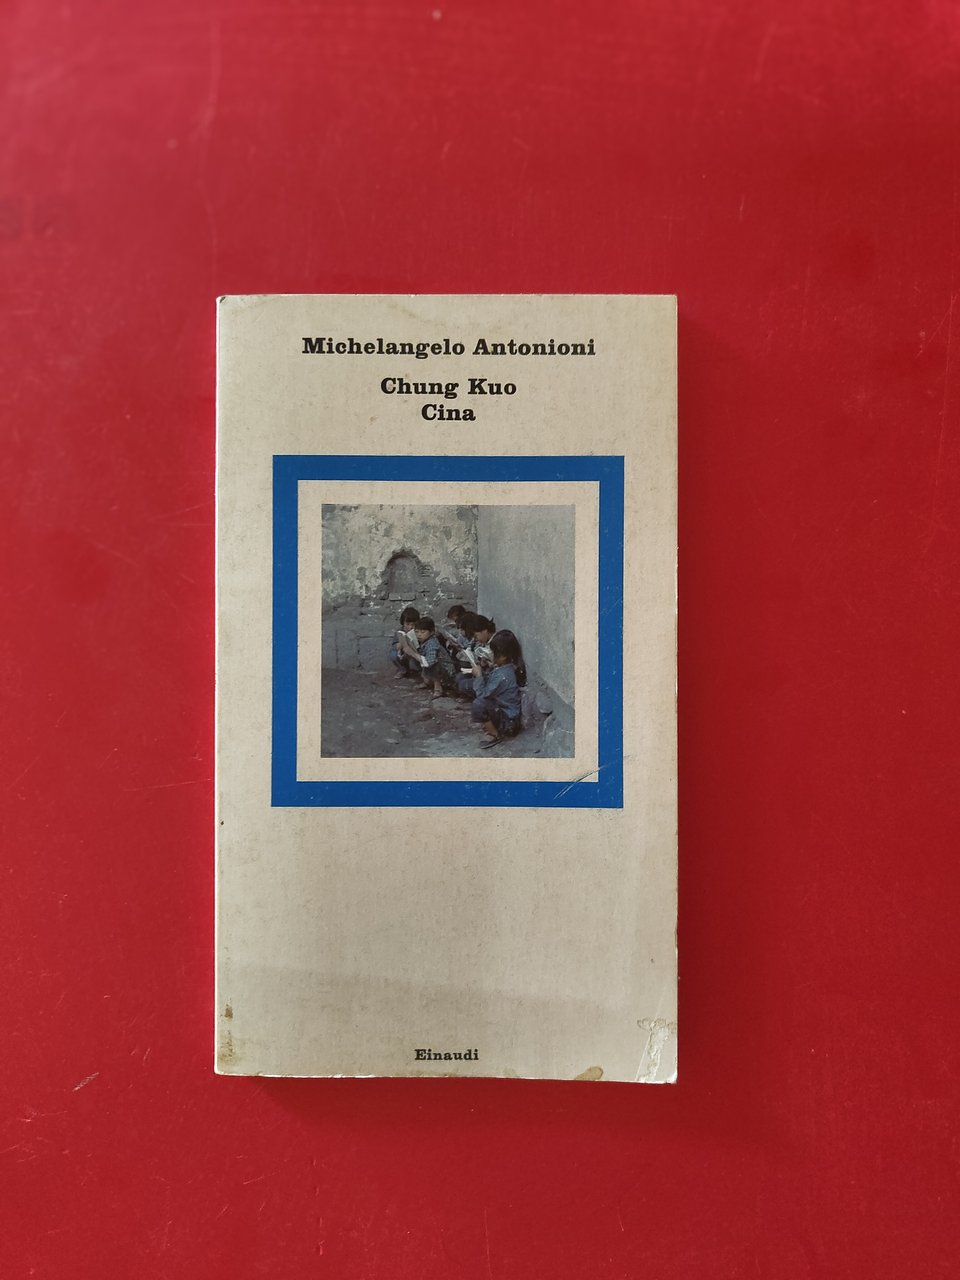 Michelangelo Antonioni
Chung Kuo
Cina
Einaudi